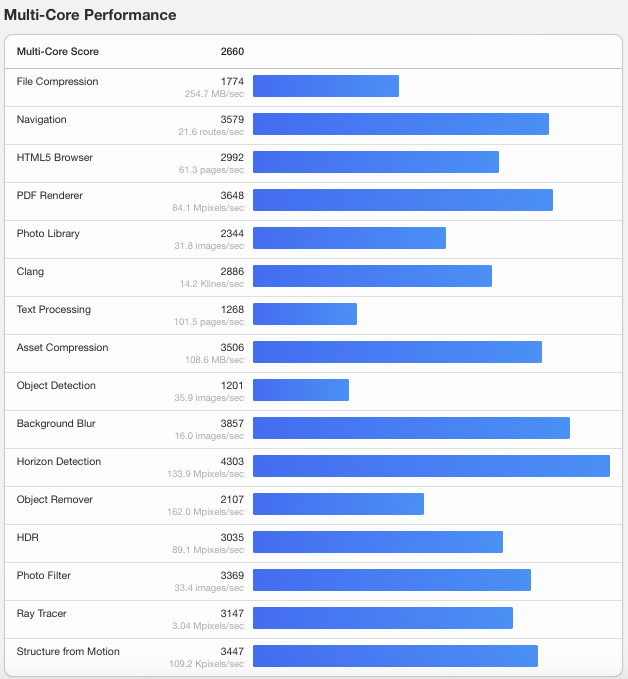 Multi-Core Performance
Multi-Core Score 2660
File Compression 1774
254.7 MB/sec
Navigation 3579
21.6 routes/sec
HTML5 Browser 2992
61.3 pages/sec
PDF Renderer 3648
84.1 Mpixels/sec
Photo Library 2344
31.8 images/sec
Clang 2886
14.2 Klines/sec
Text Processing 1268
101.5 pages/sec
Asset Compression 3506
108.6 MB/sec
Object Detection 1201
35.9 images/sec
Background Blur 3857
16.0 images/sec
Horizon Detection 4303
133.9 Mpixels/sec
Object Remover 2107
162.0 Mpixels/sec
HDR 3035
89.1 Mpixels/sec
Photo Filter 3369
33.4 images/sec
Ray Tracer 3147
3.04 Mpixels/sec
Structure from Motion 3447
109.2 Kpixels/sec